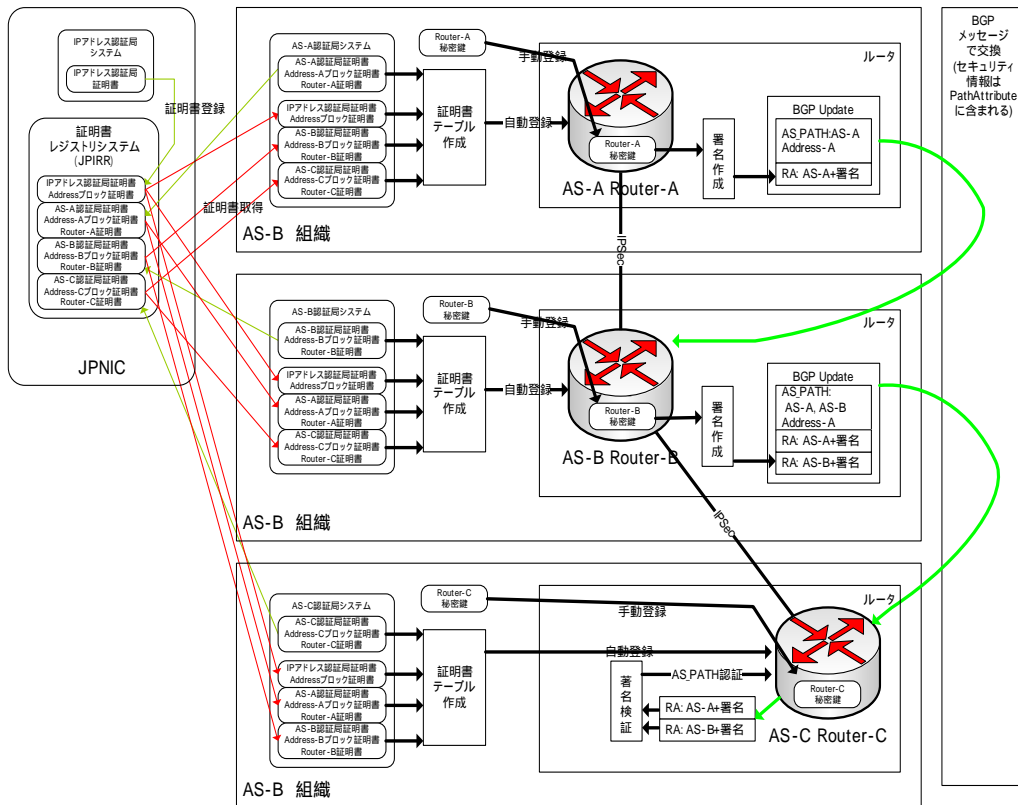 IPアドレス認証局
システム
IPアドレス認証局
証明書
証明書登録
証明書
レジストリシステム
(JPIRR)
IPアドレス認証局証明書
Addressブロック証明書
AS-A認証局証明書
Address-Aブロック証明書
Router-A証明書
AS-B認証局証明書
Address-Bブロック証明書
Router-B証明書
AS-C認証局証明書
Address-Cブロック証明書
Router-C証明書
JPNIC
証明書取得
AS-A認証局システム
AS-A認証局証明書
Address-Aブロック証明書
Router-A証明書
IPアドレス認証局証明書
Addressブロック証明書
AS-B認証局証明書
Address-Bブロック証明書
Router-B証明書
AS-C認証局証明書
Address-Cブロック証明書
Router-C証明書
Router-A
秘密鍵
証明書
テーブル
作成
手動登録
自動登録
ルータ
Router-A
秘密鍵
AS-A Router-A
署名作成
BGP Update
AS_PATH:AS-A
Address-A
RA: AS-A+署名
AS-B 組織
IPSec
AS-B認証局システム
AS-B認証局証明書
Address-Bブロック証明書
Router-B証明書
IPアドレス認証局証明書
Addressブロック証明書
AS-A認証局証明書
Address-Aブロック証明書
Router-A証明書
AS-C認証局証明書
Address-Cブロック証明書
Router-C証明書
Router-B
秘密鍵
証明書
テーブル
作成
手動登録
自動登録
ルータ
Router-B
秘密鍵
AS-B Router-B
署名作成
BGP Update
AS_PATH:
AS-A, AS-B
Address-A
RA: AS-A+署名
RA: AS-B+署名
AS-B 組織
IPSec
AS-C認証局システム
AS-C認証局証明書
Address-Cブロック証明書
Router-C証明書
IPアドレス認証局証明書
Addressブロック証明書
AS-A認証局証明書
Address-Aブロック証明書
Router-A証明書
AS-B認証局証明書
Address-Bブロック証明書
Router-B証明書
Router-C
秘密鍵
証明書
テーブル
作成
手動登録
自動登録
ルータ
署名検証
AS_PATH認証
RA: AS-A+署名
RA: AS-B+署名
Router-C
秘密鍵
AS-C Router-C
AS-B 組織
BGP
メッセージ
で交換
(セキュリティ
情報は
PathAttribute
に含まれる)